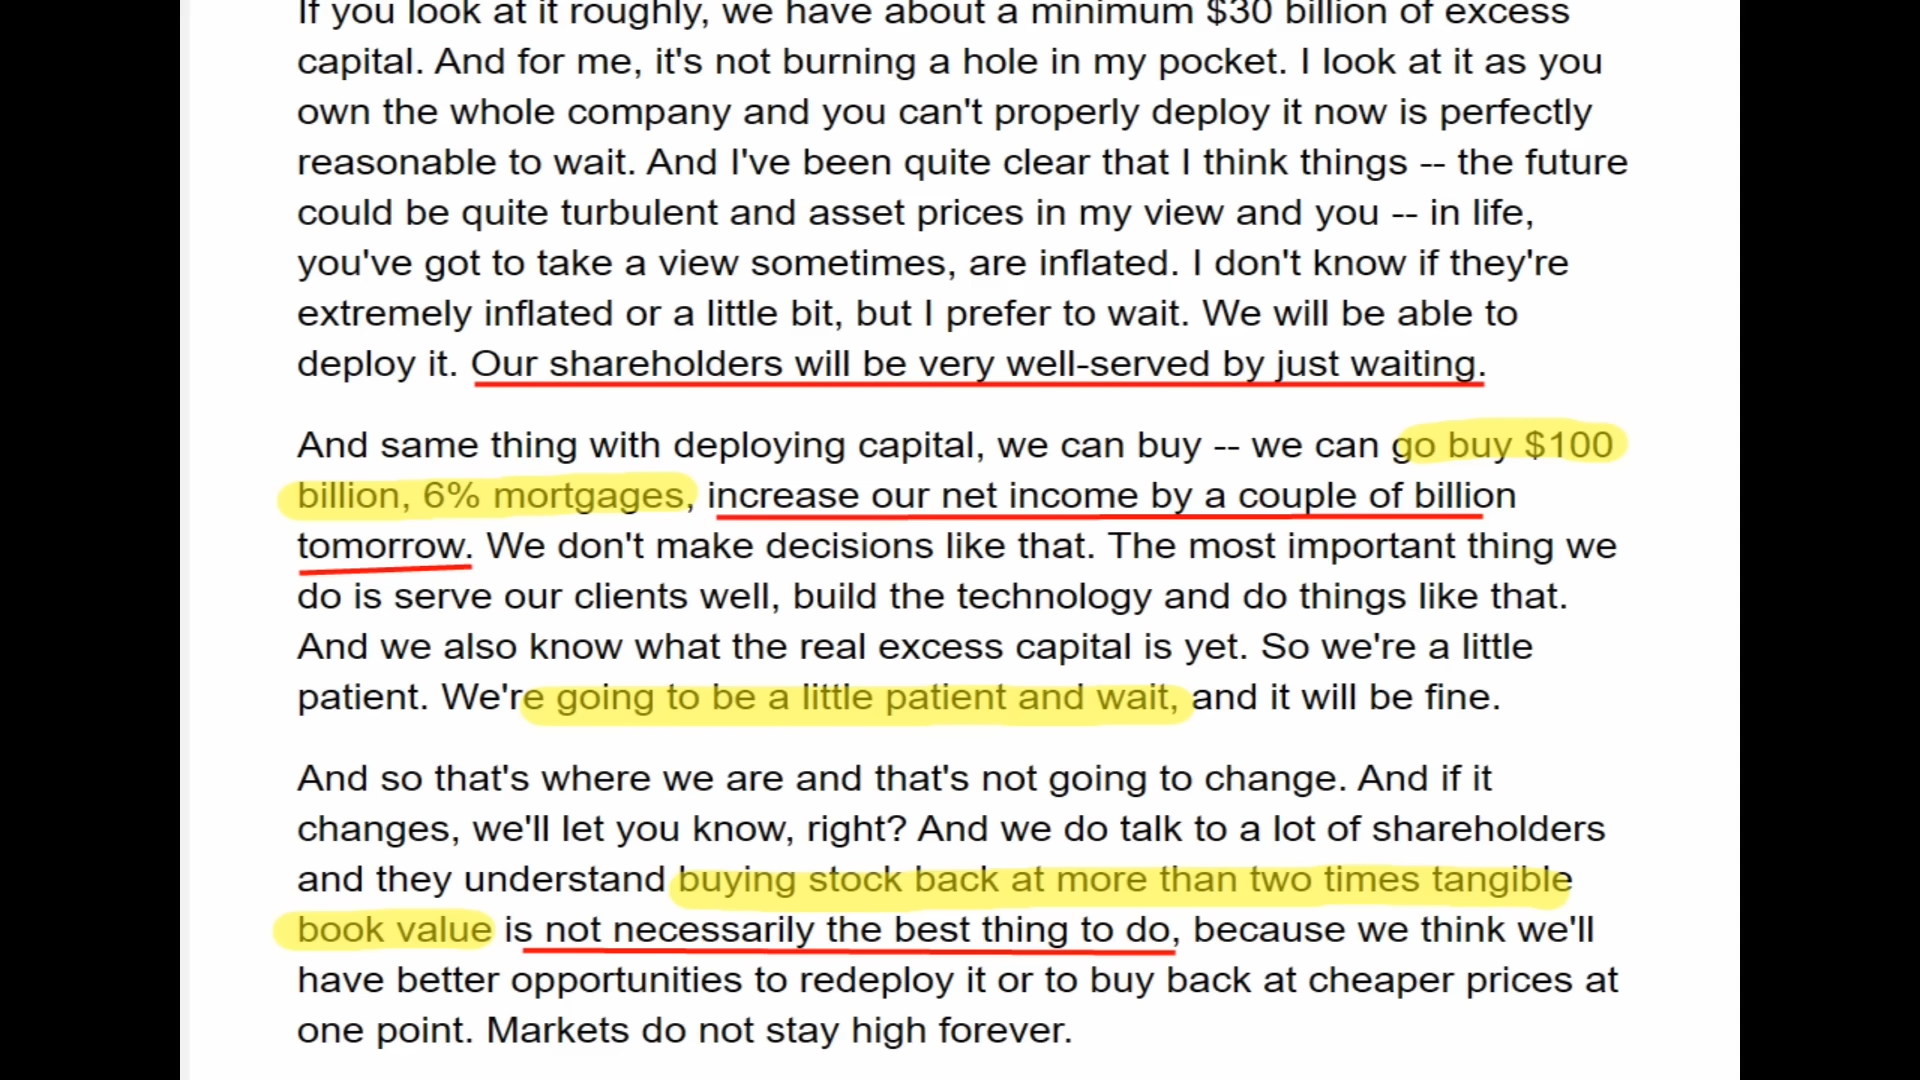 If you look at it roughly, we have about a minimum $30 billion of excess
capital. And for me, it's not burning a hole in my pocket. I look at it as you
own the whole company and you can't properly deploy it now is perfectly
reasonable to wait. And I've been quite clear that I think things -- the future
could be quite turbulent and asset prices in my view and you -- in life,
you've got to take a view sometimes, are inflated. I don't know if they're
extremely inflated or a little bit, but I prefer to wait. We will be able to
deploy it. Our shareholders will be very well-served by just waiting.
And same thing with deploying capital, we can buy -- we can go buy $100
billion, 6% mortgages, increase our net income by a couple of billion
tomorrow. We don't make decisions like that. The most important thing we
do is serve our clients well, build the technology and do things like that.
And we also know what the real excess capital is yet. So we're a little
patient. We're going to be a little patient and wait, and it will be fine.
And so that's where we are and that's not going to change. And if it
changes, we'll let you know, right? And we do talk to a lot of shareholders
and they understand buying stock back at more than two times tangible
book value is not necessarily the best thing to do, because we think we'll
have better opportunities to redeploy it or to buy back at cheaper prices at
one point. Markets do not stay high forever.